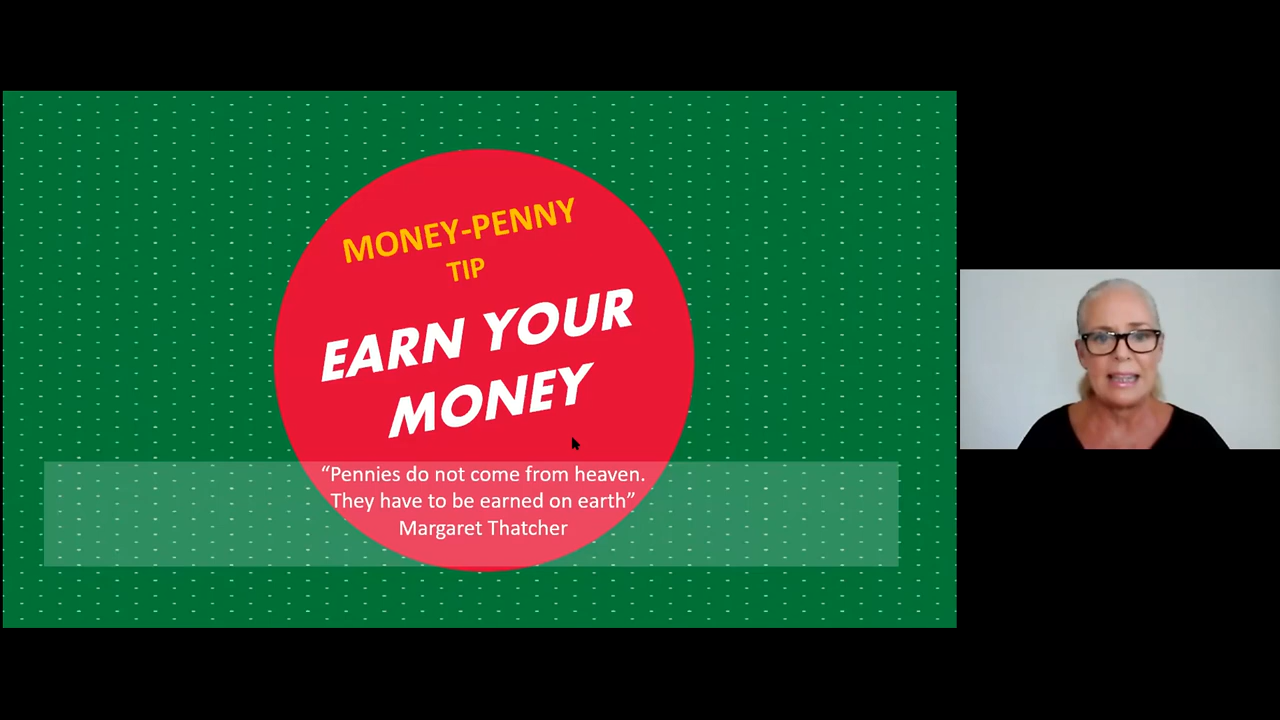 MONEY-PENNY
TIP
EARN YOUR
MONEY
“Pennies do not come from heaven.
They have to be earned on earth”
Margaret Thatcher